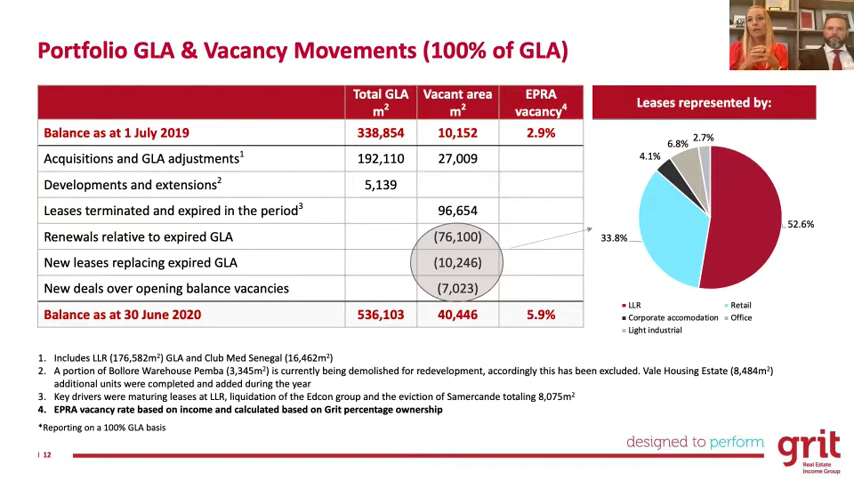 Portfolio GLA & Vacancy Movements (100% of GLA)
Total GLA m² Vacant area m² EPRA vacancy⁴
Balance as at 1 July 2019 338,854 10,152 2.9%
Acquisitions and GLA adjustments¹ 192,110 27,009
Developments and extensions² 5,139
Leases terminated and expired in the period³ 96,654
Renewals relative to expired GLA (76,100)
New leases replacing expired GLA (10,246)
New deals over opening balance vacancies (7,023)
Balance as at 30 June 2020 536,103 40,446 5.9%
Leases represented by:
2.7%
6.8%
4.1%
52.6%
33.8%
LLR Retail
Corporate accomodation Office
Light industrial
1. Includes LLR (176,582m²) GLA and Club Med Senegal (16,462m²)
2. A portion of Bollore Warehouse Pemba (3,345m²) is currently being demolished for redevelopment, accordingly this has been excluded. Vale Housing Estate (8,484m²)
additional units were completed and added during the year
3. Key drivers were maturing leases at LLR, liquidation of the Edcon group and the eviction of Samercande totaling 8,075m²
4. EPRA vacancy rate based on income and calculated based on Grit percentage ownership
*Reporting on a 100% GLA basis
designed to perform
grit
Real Estate
Income Group
12